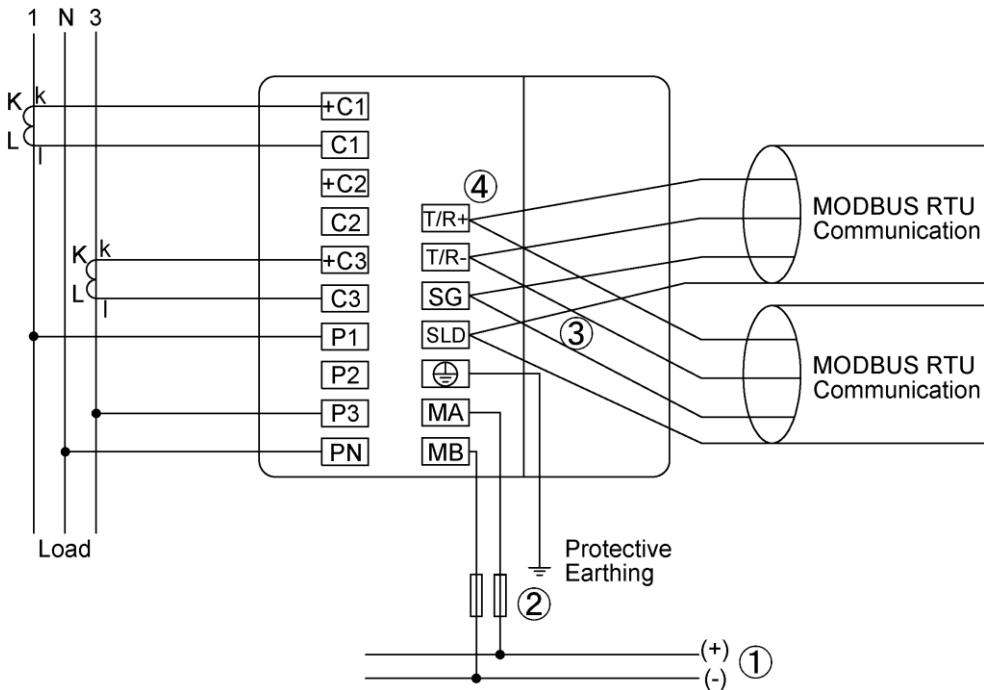 1 N 3
K k
L l
K k
L l
+C1
C1
+C2
C2
+C3
C3
P1
P2
P3
PN
④
T/R+
T/R-
SG
SLD
MA
MB
③
MODBUS RTU
Communication
MODBUS RTU
Communication
Load
Protective
Earthing
②
(+)
(-)
①